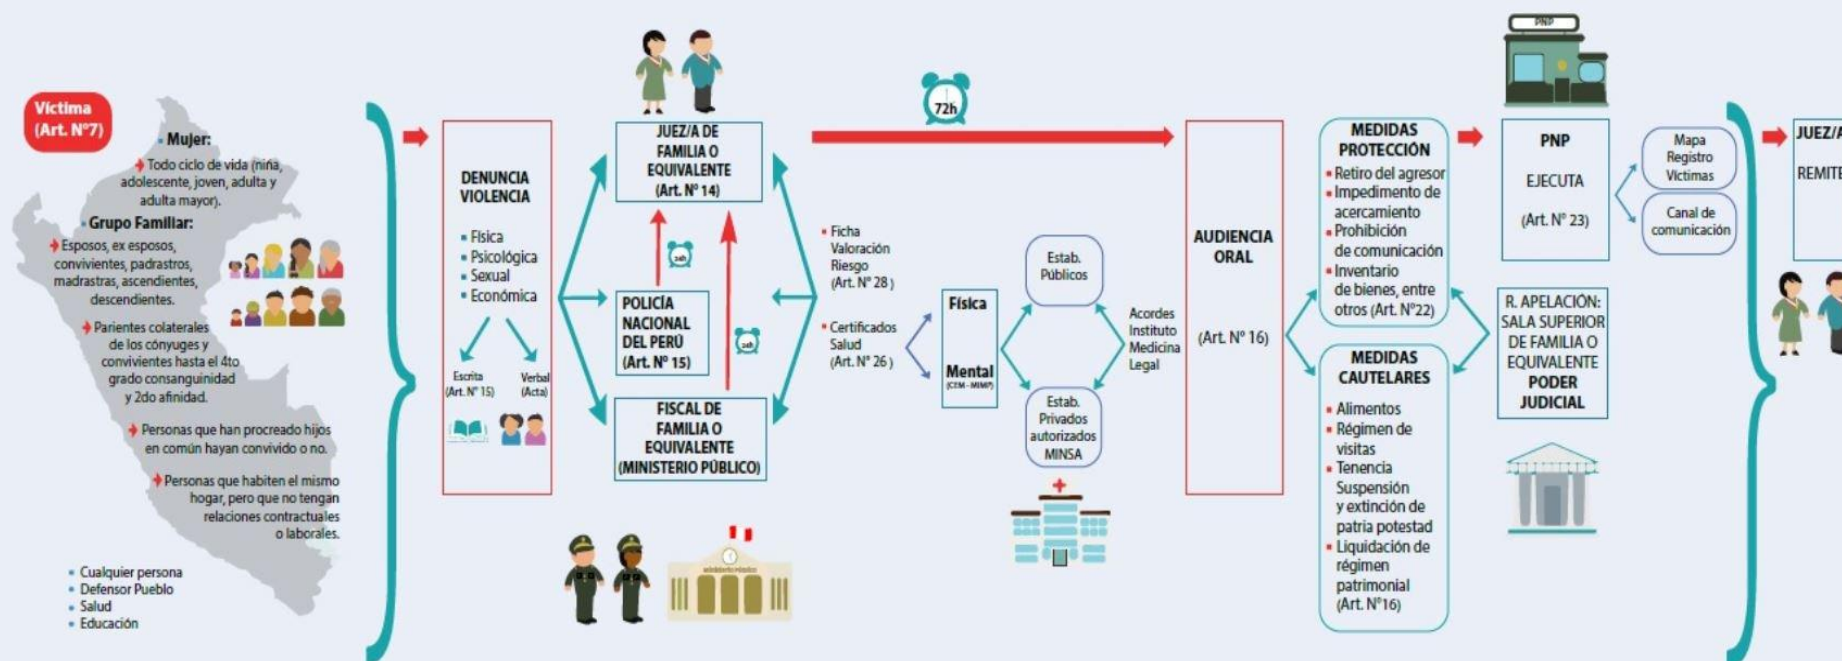 Víctima
(Art. N°7)
Mujer:
Todo ciclo de vida (niña,
adolescente, joven, adulta y
adulta mayor).
Grupo Familiar:
Esposos, ex esposos,
convivientes, padrastros,
madrastras, ascendientes,
descendientes.
Parientes colaterales
de los cónyuges y
convivientes hasta el 4to
grado consanguinidad
y 2do afinidad.
Personas que han procreado hijos
en común hayan convivido o no.
Personas que habiten el mismo
hogar, pero que no tengan
relaciones contractuales
o laborales.
Cualquier persona
Defensor Pueblo
Salud
Educación
DENUNCIA
VIOLENCIA
Física
Psicológica
Sexual
Económica
Escrita
(Art. N° 15)
Verbal
(Acta)
JUEZ/A DE
FAMILIA O
EQUIVALENTE
(Art. N° 14)
24h
POLICÍA
NACIONAL
DEL PERÚ
(Art. N° 15)
24h
FISCAL DE
FAMILIA O
EQUIVALENTE
(MINISTERIO PÚBLICO)
MINISTERIO PÚBLICO
72h
Ficha
Valoración
Riesgo
(Art. N° 28)
Certificados
Salud
(Art. N° 26)
Física
Mental
(CEM - MIMP)
Estab.
Públicos
Estab.
Privados
autorizados
MINSA
Acordes
Instituto
Medicina
Legal
AUDIENCIA
ORAL
(Art. N° 16)
MEDIDAS
PROTECCIÓN
Retiro del agresor
Impedimento de
acercamiento
Prohibición
de comunicación
Inventario
de bienes, entre
otros (Art. N°22)
MEDIDAS
CAUTELARES
Alimentos
Régimen de
visitas
Tenencia
Suspensión
y extinción de
patria potestad
Liquidación de
régimen
patrimonial
(Art. N°16)
PNP
PNP
EJECUTA
(Art. N° 23)
Mapa
Registro
Víctimas
Canal de
comunicación
R. APELACIÓN:
SALA SUPERIOR
DE FAMILIA O
EQUIVALENTE
PODER
JUDICIAL
JUEZ/A
REMITE